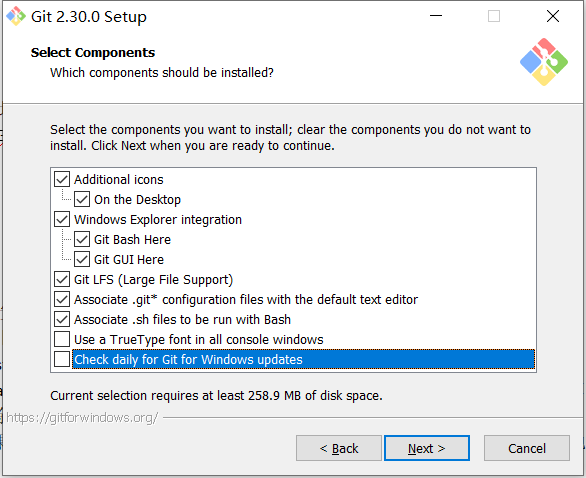 Git 2.30.0 Setup
Select Components
Which components should be installed?
Select the components you want to install; clear the components you do not want to
install. Click Next when you are ready to continue.
Additional icons
On the Desktop
Windows Explorer integration
Git Bash Here
Git GUI Here
Git LFS (Large File Support)
Associate .git* configuration files with the default text editor
Associate .sh files to be run with Bash
Use a TrueType font in all console windows
Check daily for Git for Windows updates
Current selection requires at least 258.9 MB of disk space.
https://gitforwindows.org/
< Back
Next >
Cancel